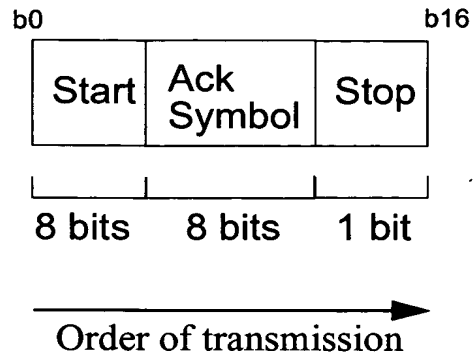 b0 b16
Start Ack Symbol Stop
8 bits 8 bits 1 bit
Order of transmission